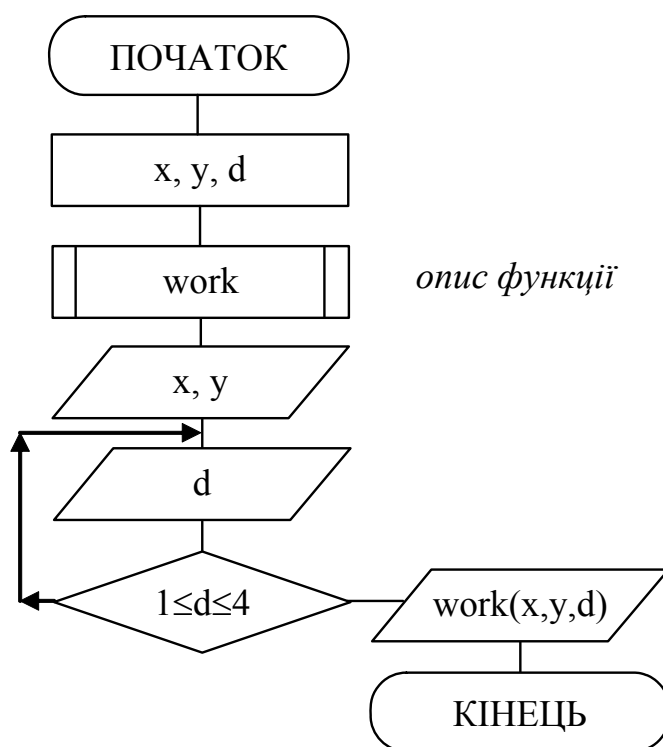 ПОЧАТОК
x, y, d
work
опис функції
x, y
d
1≤d≤4
work(x,y,d)
КІНЕЦЬ